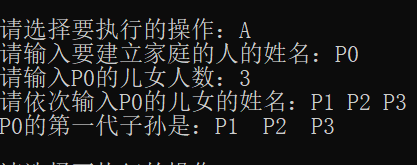 请选择要执行的操作：A
请输入要建立家庭的人的姓名：P0
请输入P0的儿女人数：3
请依次输入P0的儿女的姓名：P1 P2 P3
P0的第一代子孙是：P1  P2  P3